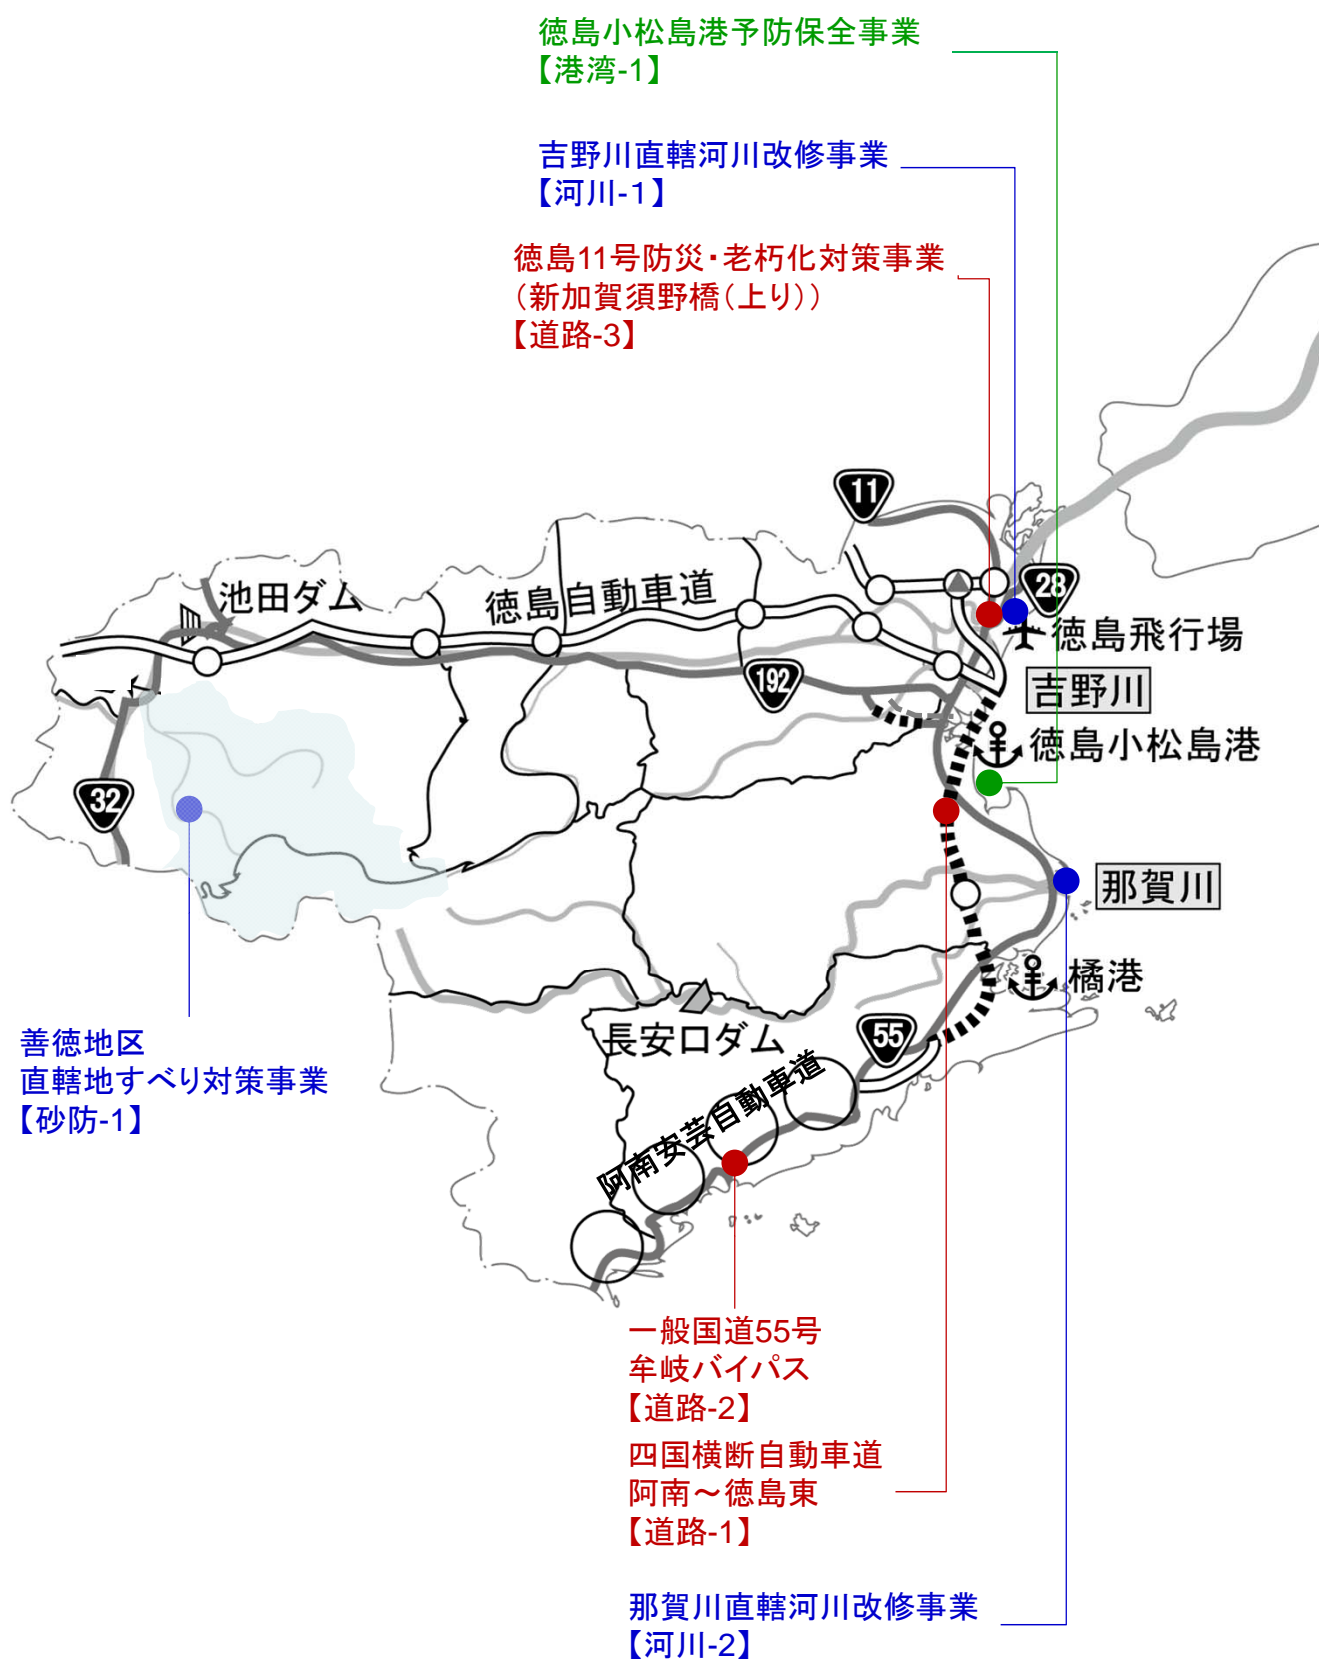 徳島小松島港予防保全事業
【港湾-1】
吉野川直轄河川改修事業
【河川-１】
徳島11号防災・老朽化対策事業
（新加賀須野橋（上り））
【道路-3】
11
28
池田ダム
徳島自動車道
徳島飛行場
192
吉野川
徳島小松島港
32
那賀川
橘港
長安口ダム
55
阿南安芸自動車道
善徳地区
直轄地すべり対策事業
【砂防-1】
一般国道55号
牟岐バイパス
【道路-2】
四国横断自動車道
阿南～徳島東
【道路-1】
那賀川直轄河川改修事業
【河川-2】